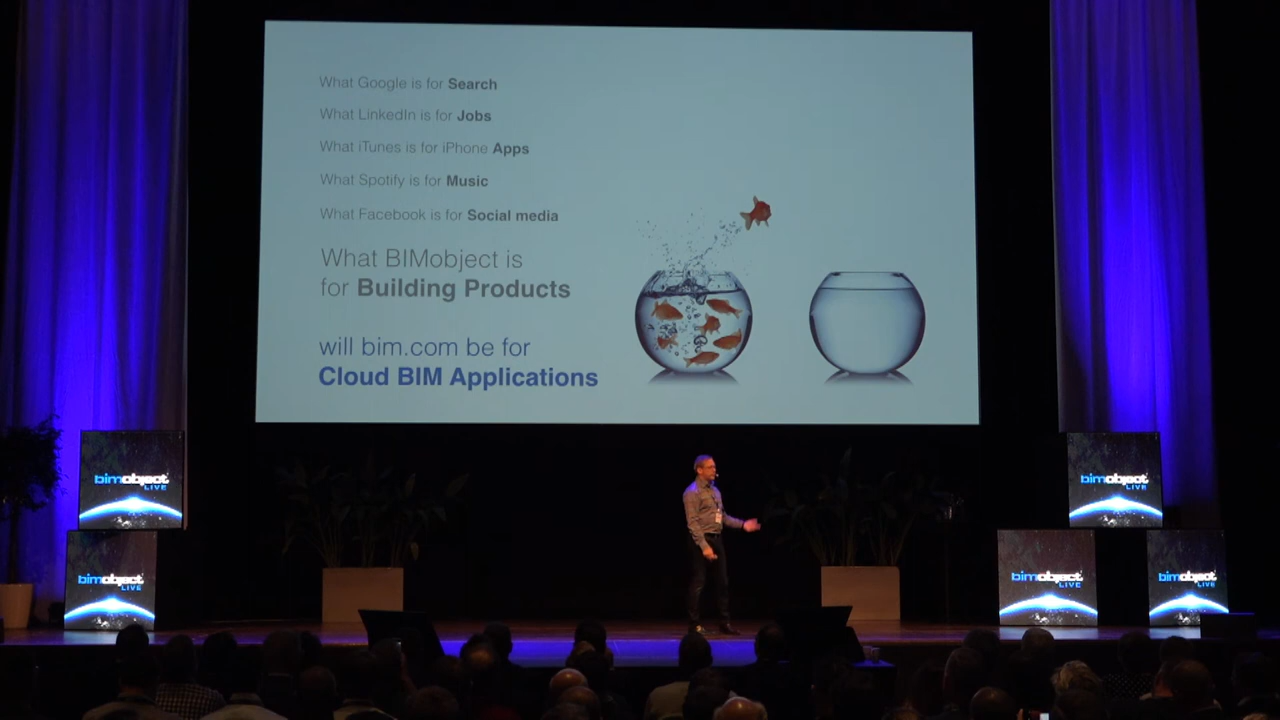 What Google is for Search
What LinkedIn is for Jobs
What iTunes is for iPhone Apps
What Spotify is for Music
What Facebook is for Social media
What BIMobject is
for Building Products
will bim.com be for
Cloud BIM Applications
bimobject
LIVE
bimobject
LIVE
bimobject
LIVE
bimobject
LIVE
bimobject
LIVE